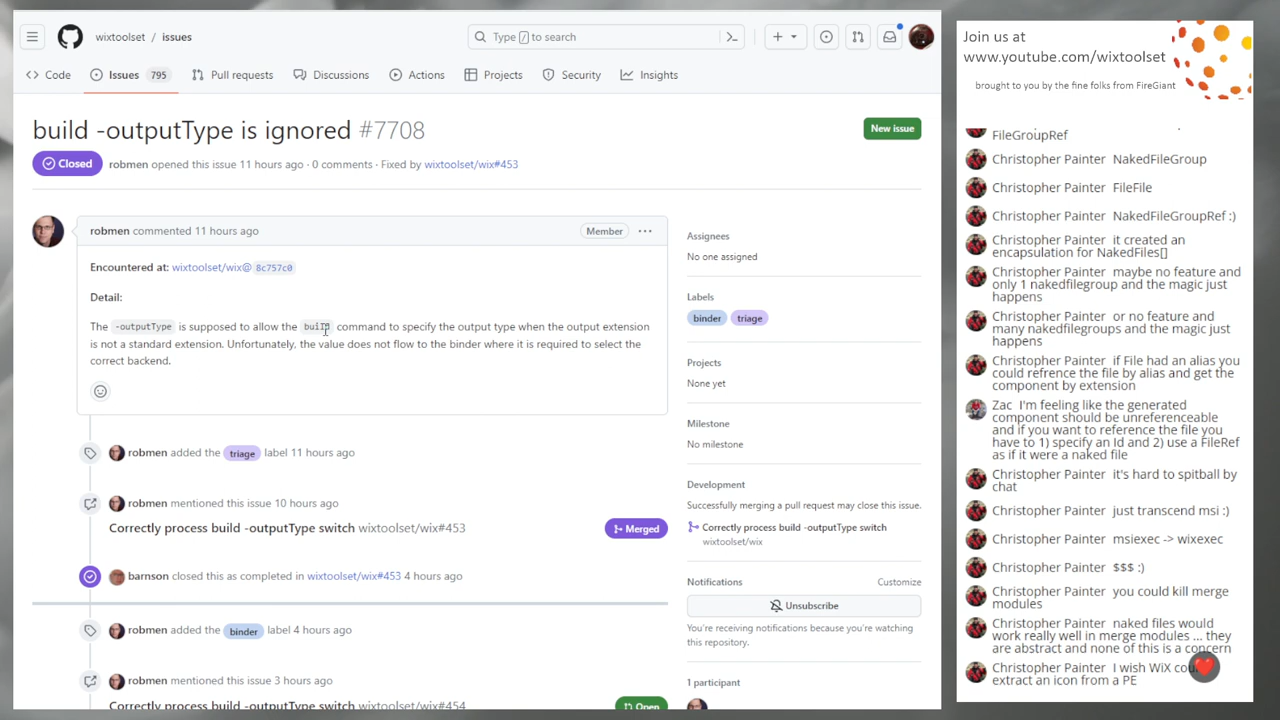 wixtoolset / issues
Type / to search
Code
Issues 795
Pull requests
Discussions
Actions
Projects
Security
Insights
build -outputType is ignored #7708
New issue
Closed
robmen opened this issue 11 hours ago · 0 comments · Fixed by wixtoolset/wix#453
robmen commented 11 hours ago
Member
Encountered at: wixtoolset/wix@ 8c757c0
Detail:
The -outputType is supposed to allow the build command to specify the output type when the output extension
is not a standard extension. Unfortunately, the value does not flow to the binder where it is required to select the
correct backend.
robmen added the triage label 11 hours ago
robmen mentioned this issue 10 hours ago
Correctly process build -outputType switch wixtoolset/wix#453
Merged
barnson closed this as completed in wixtoolset/wix#453 4 hours ago
robmen added the binder label 4 hours ago
robmen mentioned this issue 3 hours ago
Correctly process build -outputType switch wixtoolset/wix#454
Open
Assignees
No one assigned
Labels
binder triage
Projects
None yet
Milestone
No milestone
Development
Successfully merging a pull request may close this issue.
Correctly process build -outputType switch
wixtoolset/wix
Notifications
Customize
Unsubscribe
You're receiving notifications because you're watching
this repository.
1 participant
Join us at
www.youtube.com/wixtoolset
brought to you by the fine folks from FireGiant
FileGroupRef
Christopher Painter NakedFileGroup
Christopher Painter FileFile
Christopher Painter NakedFileGroupRef :)
Christopher Painter it created an
encapsulation for NakedFiles[]
Christopher Painter maybe no feature and
only 1 nakedfilegroup and the magic just
happens
Christopher Painter or no feature and
many nakedfilegroups and the magic just
happens
Christopher Painter if File had an alias you
could refrence the file by alias and get the
component by extension
Zac I'm feeling like the generated
component should be unreferenceable
and if you want to reference the file you
have to 1) specify an Id and 2) use a FileRef
as if it were a naked file
Christopher Painter it's hard to spitball by
chat
Christopher Painter just transcend msi :)
Christopher Painter msiexec -> wixexec
Christopher Painter $$$ :)
Christopher Painter you could kill merge
modules
Christopher Painter naked files would
work really well in merge modules ... they
are abstract and none of this is a concern
Christopher Painter I wish WiX
extract an icon from a PE